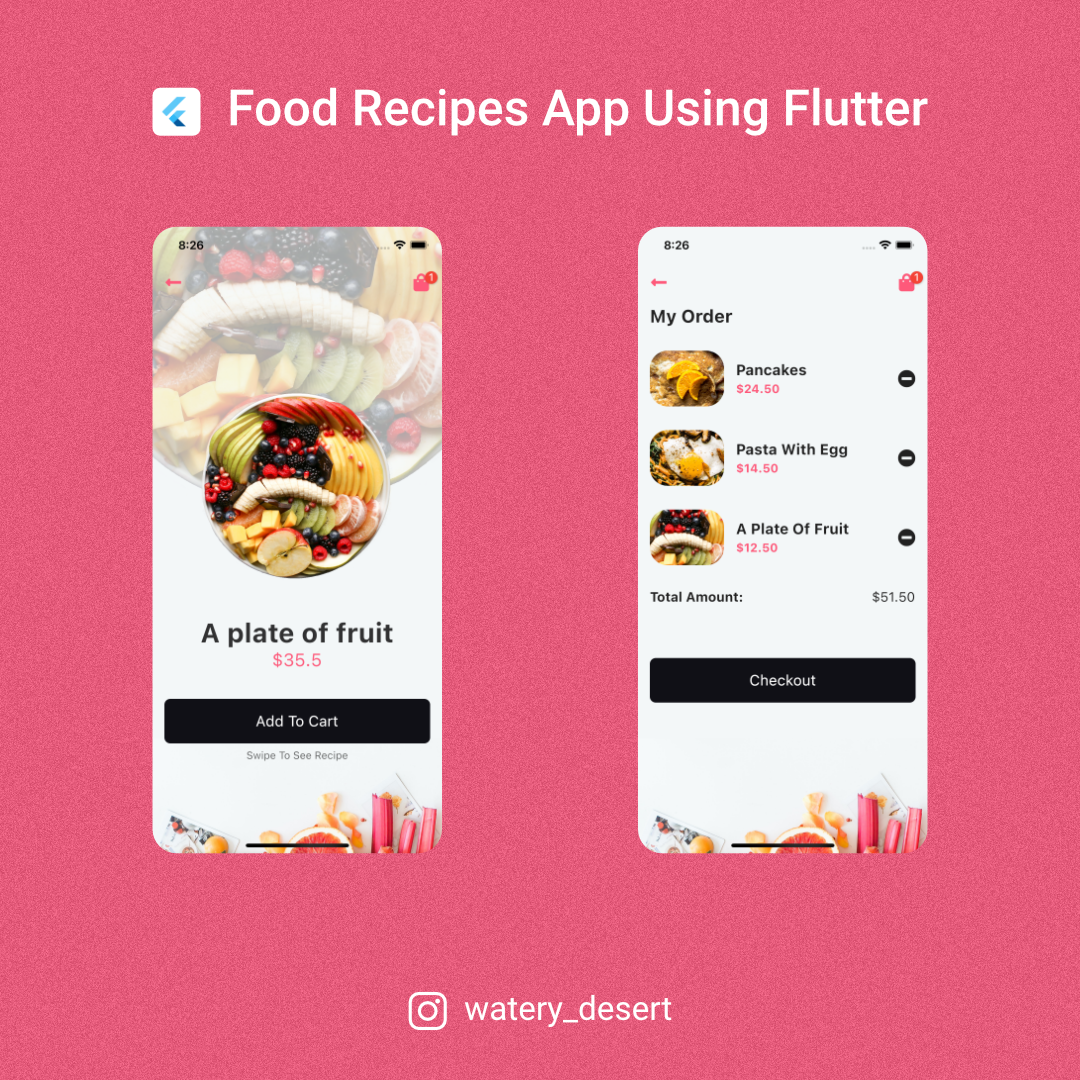 Food Recipes App Using Flutter
8:26
1
A plate of fruit
$35.5
Add To Cart
Swipe To See Recipe
8:26
1
My Order
Pancakes
$24.50
Pasta With Egg
$14.50
A Plate Of Fruit
$12.50
Total Amount: $51.50
Checkout
watery_desert